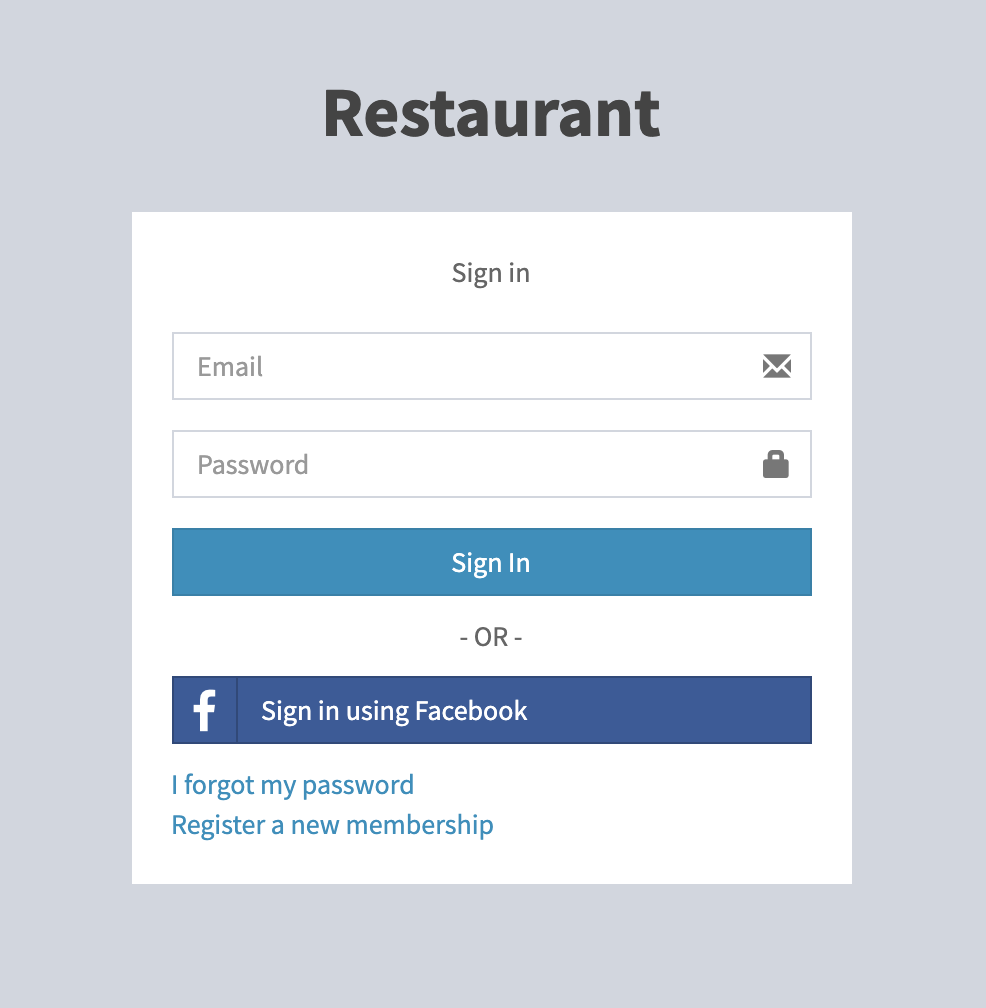 Restaurant
Sign in
Email
Password
Sign In
- OR -
Sign in using Facebook
I forgot my password
Register a new membership